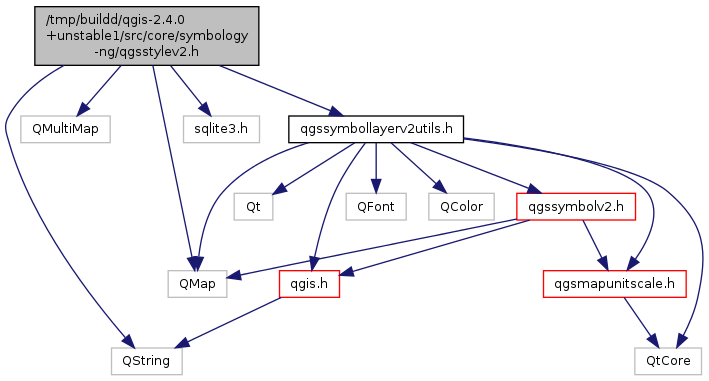 /tmp/buildd/qgis-2.4.0
+unstable1/src/core/symbology
-ng/qgsstylev2.h
QMultiMap
sqlite3.h
qgssymbollayerv2utils.h
Qt
QFont
QColor
qgssymbolv2.h
QMap
qgis.h
qgsmapunitscale.h
QString
QtCore